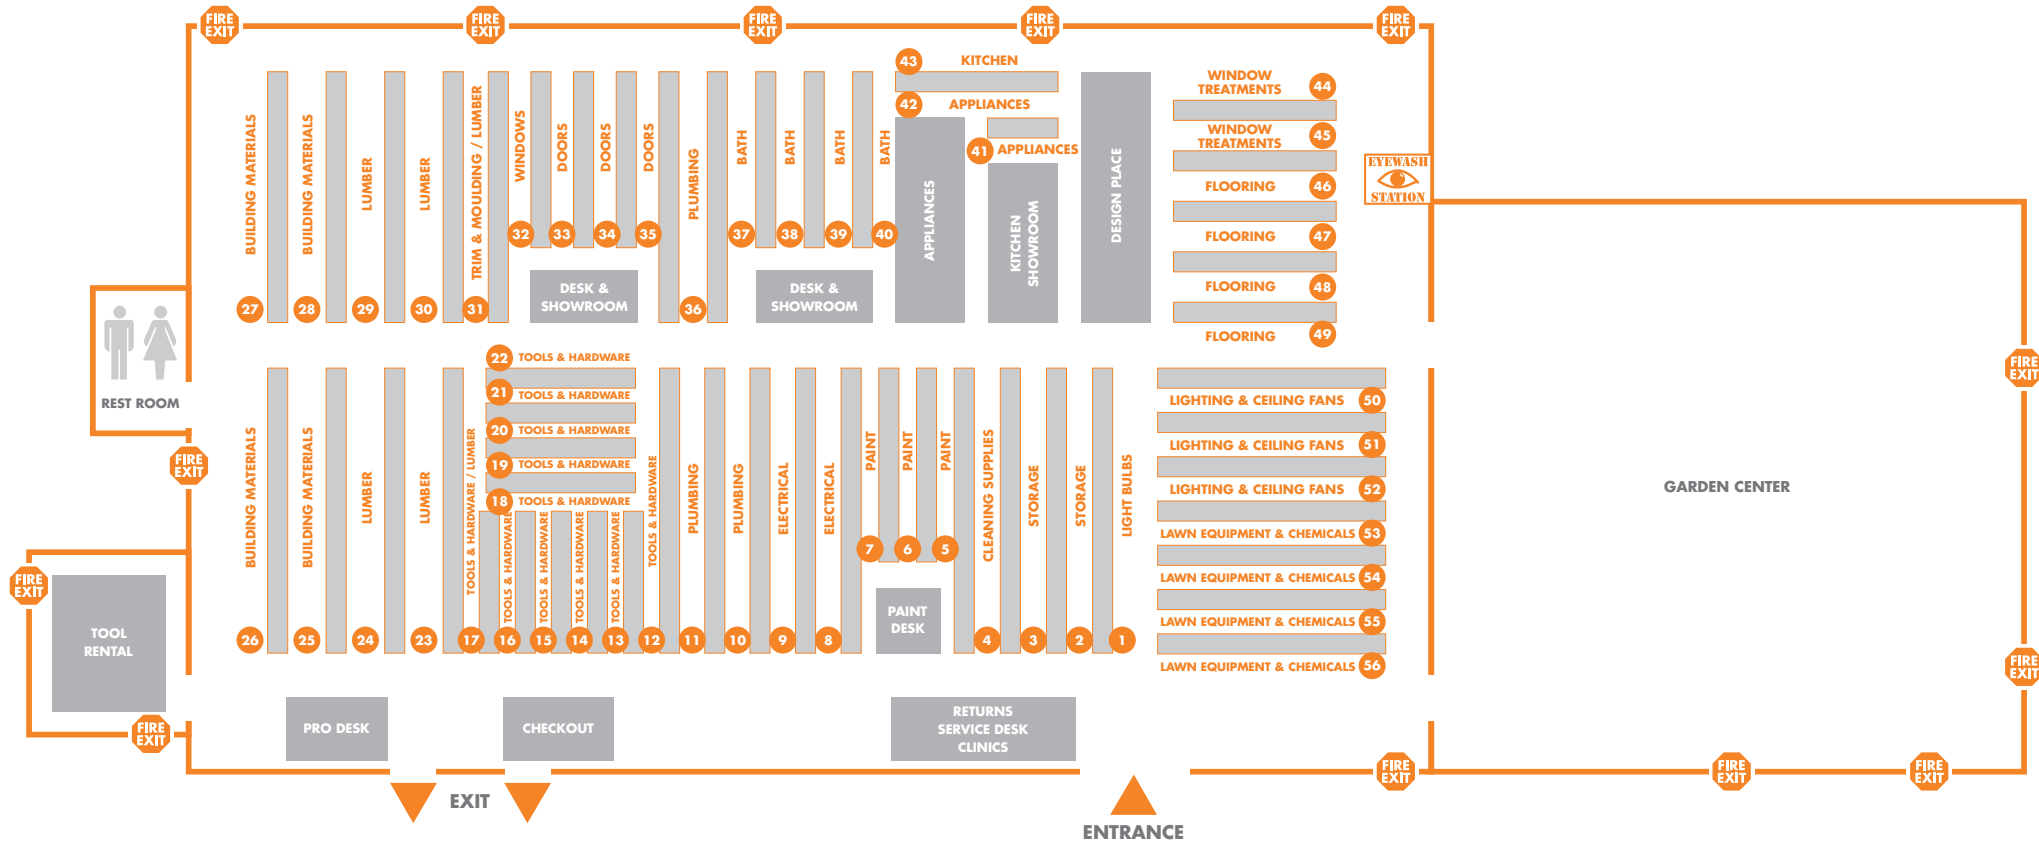 FIRE
EXIT
FIRE
EXIT
FIRE
EXIT
FIRE
EXIT
FIRE
EXIT
43 KITCHEN
42 APPLIANCES
41 APPLIANCES
WINDOW
TREATMENTS 44
WINDOW
TREATMENTS 45
FLOORING 46
FLOORING 47
FLOORING 48
FLOORING 49
EYEWASH
STATION
BUILDING MATERIALS
27
BUILDING MATERIALS
28
LUMBER
29
LUMBER
30
TRIM & MOULDING / LUMBER
31
WINDOWS
32
DOORS
33
DOORS
34
DOORS
35
PLUMBING
36
BATH
37
BATH
38
BATH
39
BATH
40
DESK &
SHOWROOM
DESK &
SHOWROOM
APPLIANCES
KITCHEN
SHOWROOM
DESIGN PLACE
REST ROOM
FIRE
EXIT
FIRE
EXIT
TOOL
RENTAL
FIRE
EXIT
22 TOOLS & HARDWARE
21 TOOLS & HARDWARE
20 TOOLS & HARDWARE
19 TOOLS & HARDWARE
18 TOOLS & HARDWARE
BUILDING MATERIALS
26
BUILDING MATERIALS
25
LUMBER
24
LUMBER
23
TOOLS & HARDWARE / LUMBER
17
TOOLS & HARDWARE
16
TOOLS & HARDWARE
15
TOOLS & HARDWARE
14
TOOLS & HARDWARE
13
TOOLS & HARDWARE
12
PLUMBING
11
PLUMBING
10
ELECTRICAL
9
ELECTRICAL
8
PAINT
7
PAINT
6
PAINT
5
PAINT
DESK
CLEANING SUPPLIES
4
STORAGE
3
STORAGE
2
LIGHT BULBS
1
LIGHTING & CEILING FANS 50
LIGHTING & CEILING FANS 51
LIGHTING & CEILING FANS 52
LAWN EQUIPMENT & CHEMICALS 53
LAWN EQUIPMENT & CHEMICALS 54
LAWN EQUIPMENT & CHEMICALS 55
LAWN EQUIPMENT & CHEMICALS 56
GARDEN CENTER
FIRE
EXIT
FIRE
EXIT
PRO DESK
CHECKOUT
RETURNS
SERVICE DESK
CLINICS
FIRE
EXIT
FIRE
EXIT
FIRE
EXIT
EXIT
ENTRANCE